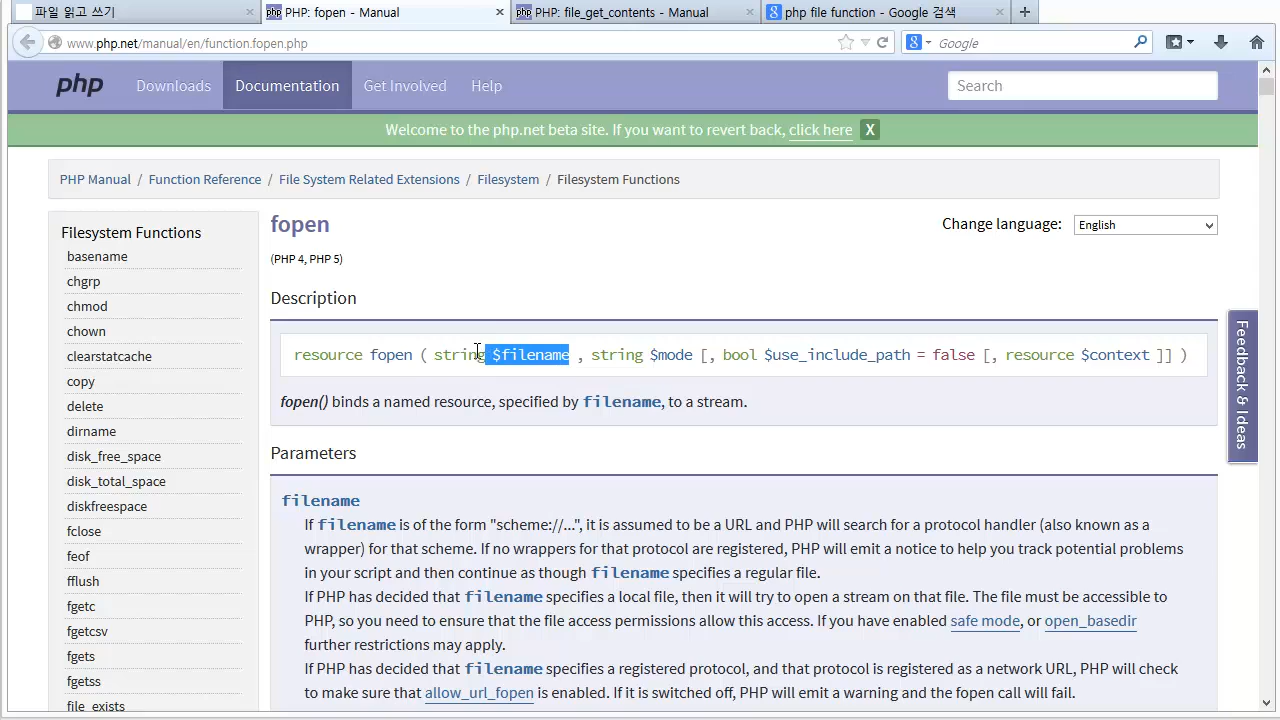 파일 읽고 쓰기
PHP: fopen - Manual
PHP: file_get_contents - Manual
php file function - Google 검색
www.php.net/manual/en/function.fopen.php
Google
php
Downloads
Documentation
Get Involved
Help
Search
Welcome to the php.net beta site. If you want to revert back, click here X
PHP Manual / Function Reference / File System Related Extensions / Filesystem / Filesystem Functions
Filesystem Functions
basename
chgrp
chmod
chown
clearstatcache
copy
delete
dirname
disk_free_space
disk_total_space
diskfreespace
fclose
feof
fflush
fgetc
fgetcsv
fgets
fgetss
file_exists
fopen
Change language: English
(PHP 4, PHP 5)
Description
resource fopen ( string $filename , string $mode [, bool $use_include_path = false [, resource $context ]] )
fopen() binds a named resource, specified by filename, to a stream.
Parameters
filename
If filename is of the form "scheme://...", it is assumed to be a URL and PHP will search for a protocol handler (also known as a
wrapper) for that scheme. If no wrappers for that protocol are registered, PHP will emit a notice to help you track potential problems
in your script and then continue as though filename specifies a regular file.
If PHP has decided that filename specifies a local file, then it will try to open a stream on that file. The file must be accessible to
PHP, so you need to ensure that the file access permissions allow this access. If you have enabled safe mode, or open_basedir
further restrictions may apply.
If PHP has decided that filename specifies a registered protocol, and that protocol is registered as a network URL, PHP will check
to make sure that allow_url_fopen is enabled. If it is switched off, PHP will emit a warning and the fopen call will fail.
Feedback & Ideas